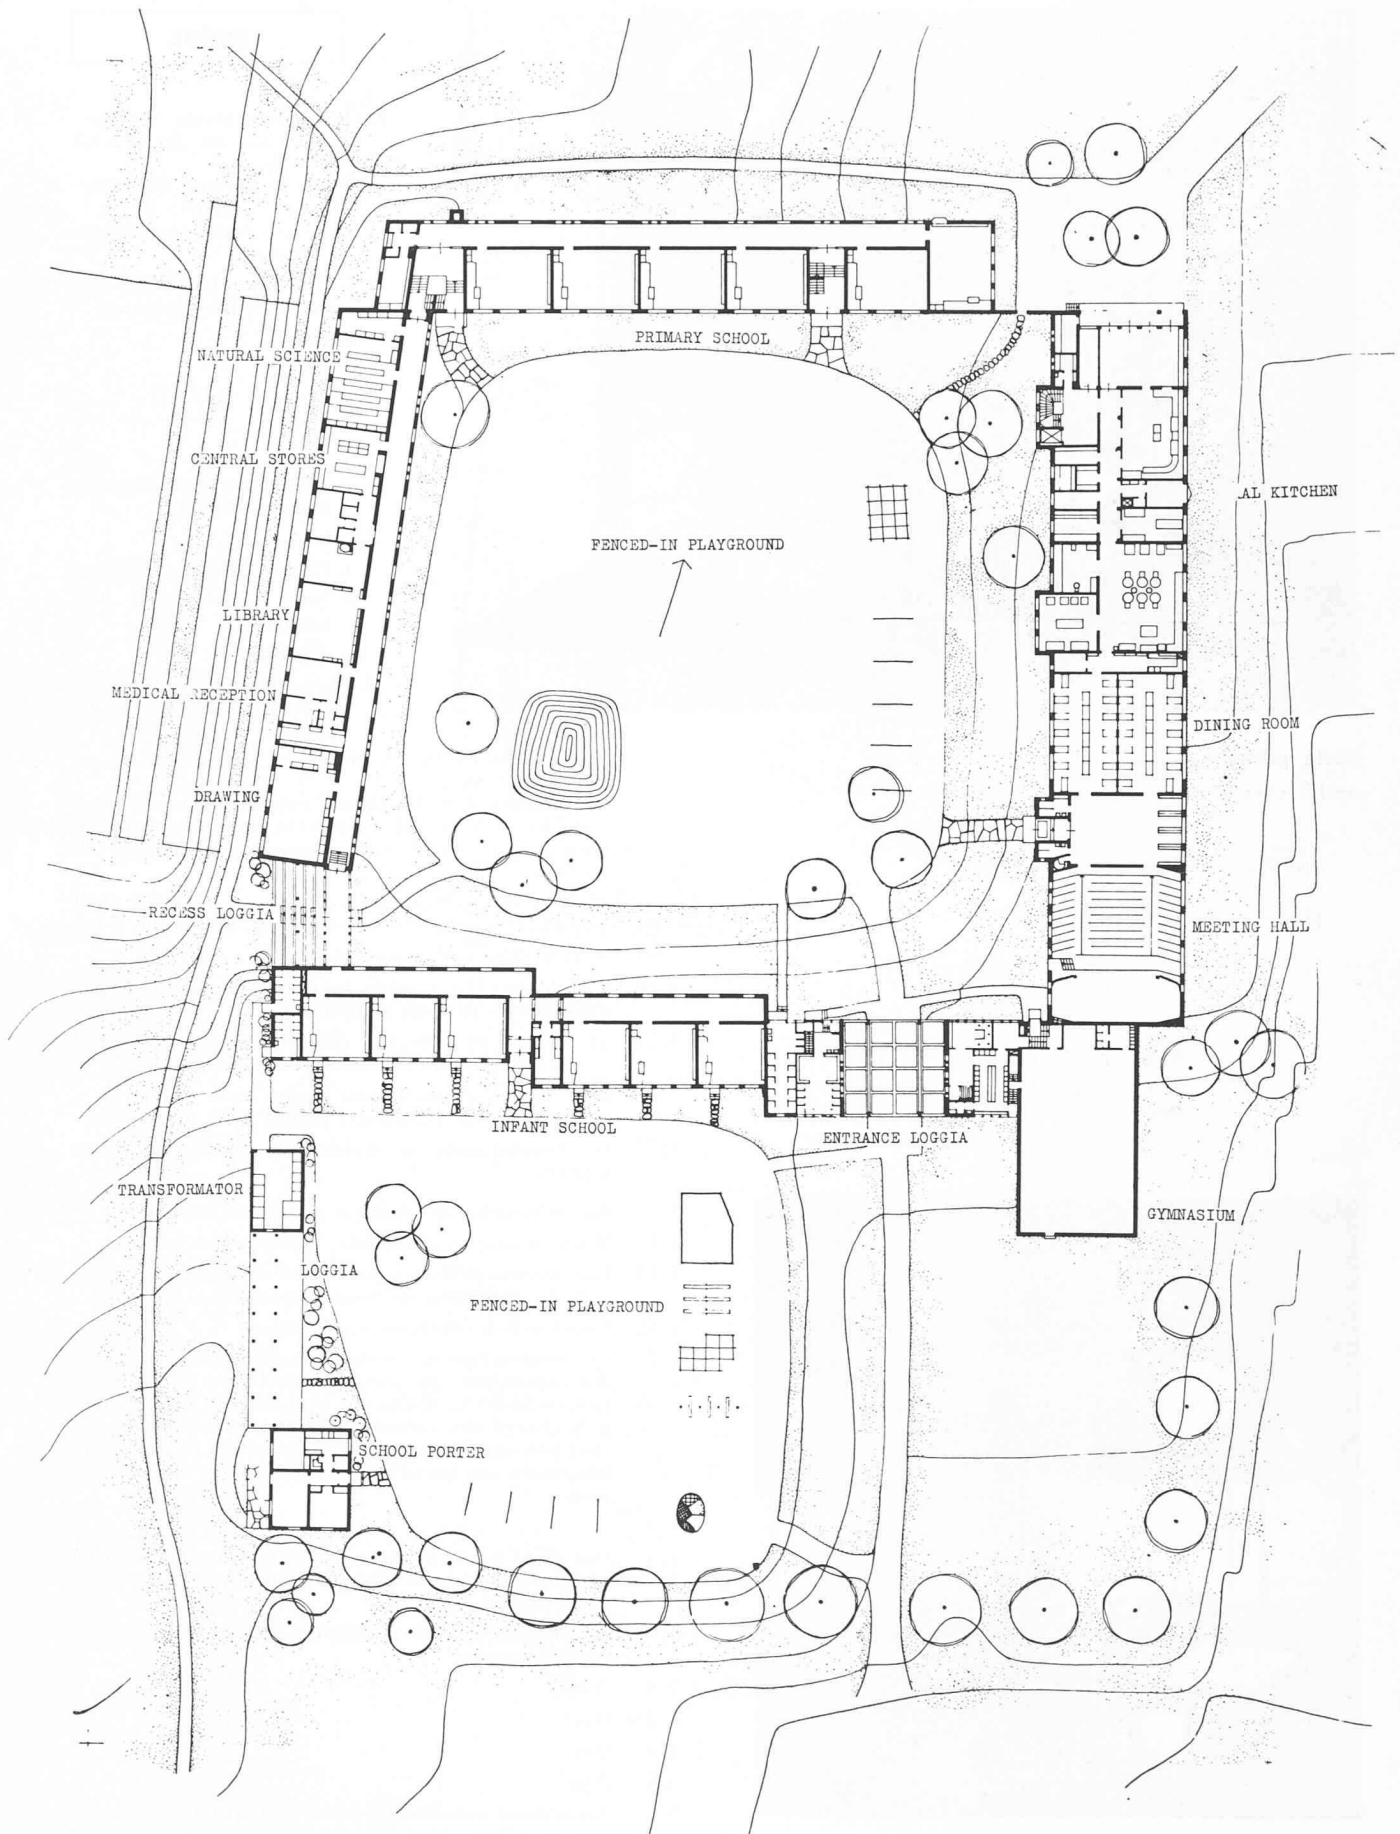 PRIMARY SCHOOL
NATURAL SCIENCE
CENTRAL STORES
AL KITCHEN
FENCED-IN PLAYGROUND
LIBRARY
MEDICAL RECEPTION
DINING ROOM
DRAWING
RECESS LOGGIA
MEETING HALL
INFANT SCHOOL
ENTRANCE LOGGIA
TRANSFORMATOR
GYMNASIUM
LOGGIA
FENCED-IN PLAYGROUND
SCHOOL PORTER